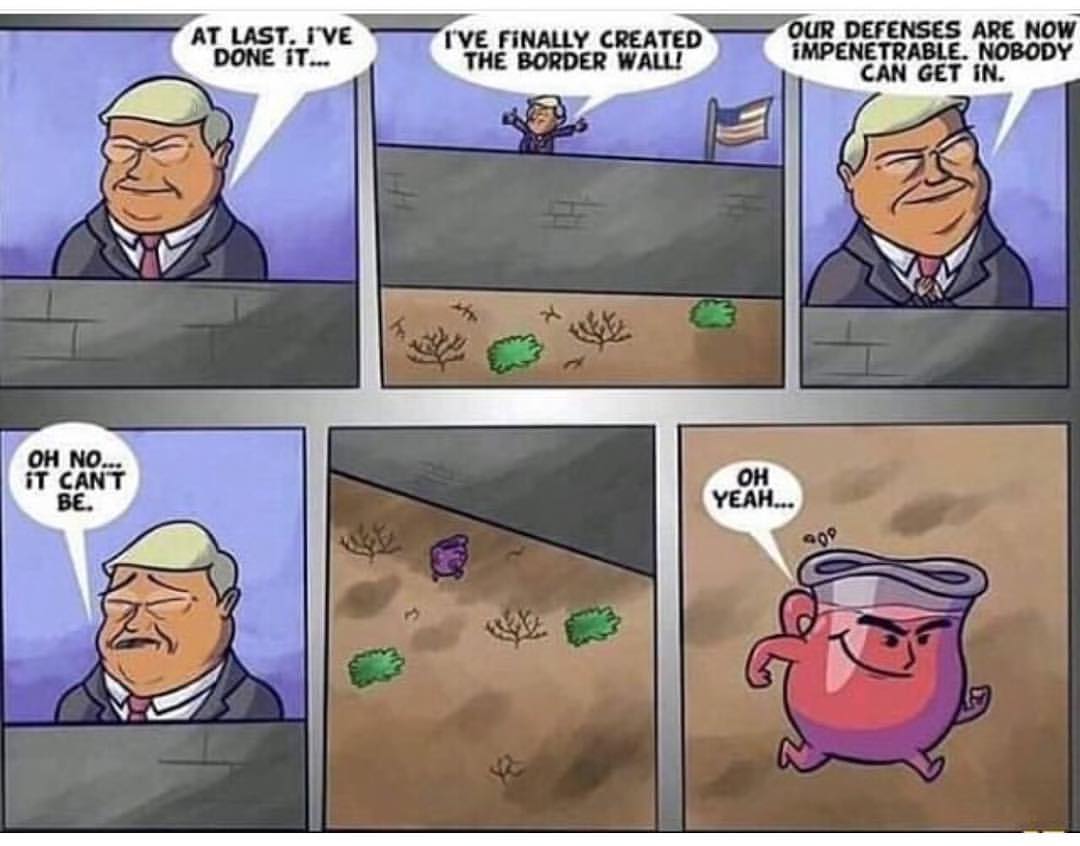 AT LAST. I'VE
DONE IT...
I'VE FINALLY CREATED
THE BORDER WALL!
OUR DEFENSES ARE NOW
IMPENETRABLE. NOBODY
CAN GET IN.
OH NO...
IT CAN'T
BE.
OH
YEAH...